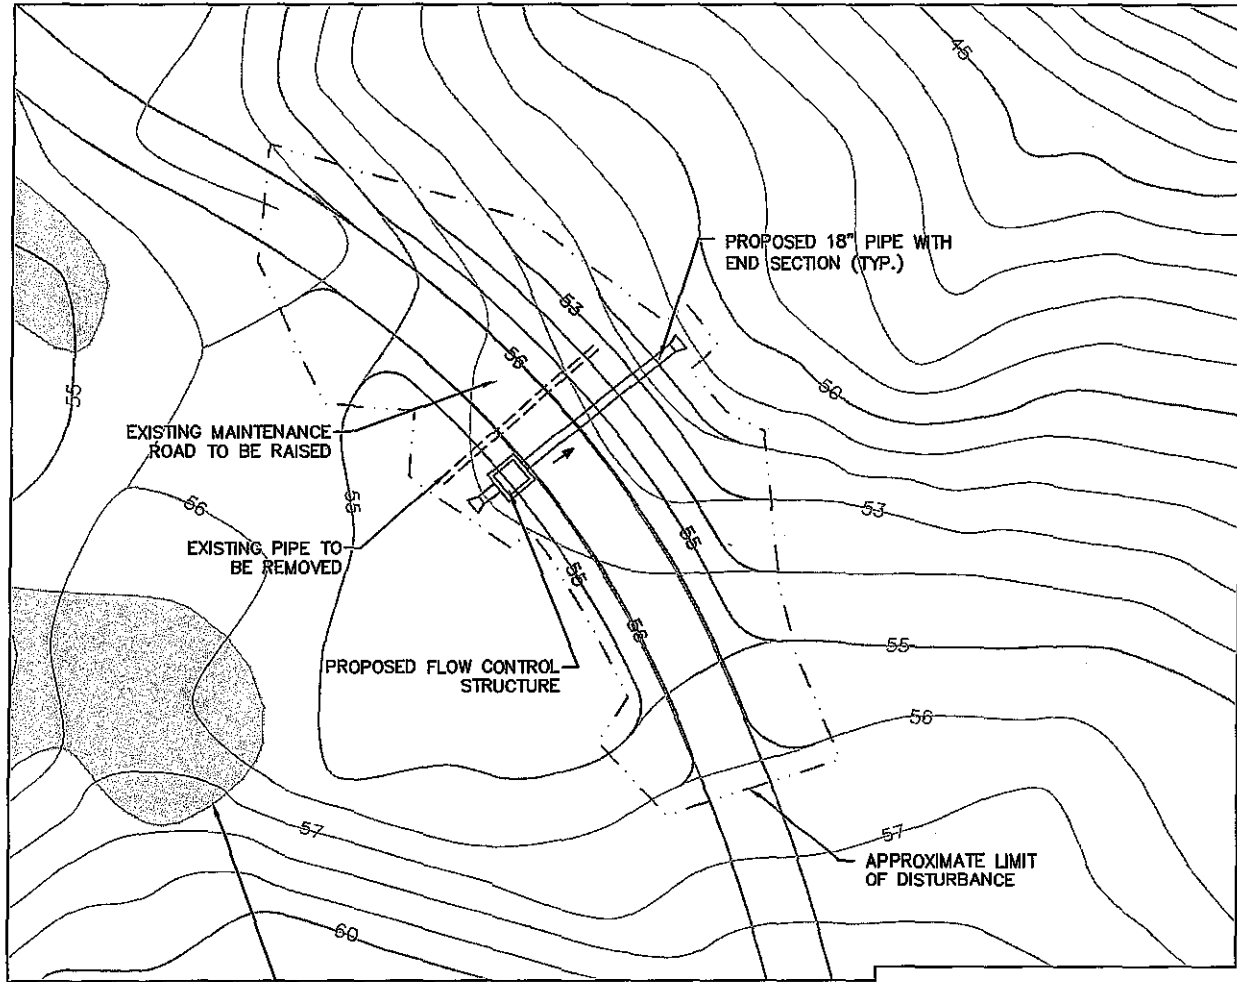 45
PROPOSED 18" PIPE WITH
END SECTION (TYP.)
53
56
50
55
EXISTING MAINTENANCE
ROAD TO BE RAISED
56
55
53
EXISTING PIPE TO
BE REMOVED
55
55
56
55
PROPOSED FLOW CONTROL
STRUCTURE
56
57
57
APPROXIMATE LIMIT
OF DISTURBANCE
60